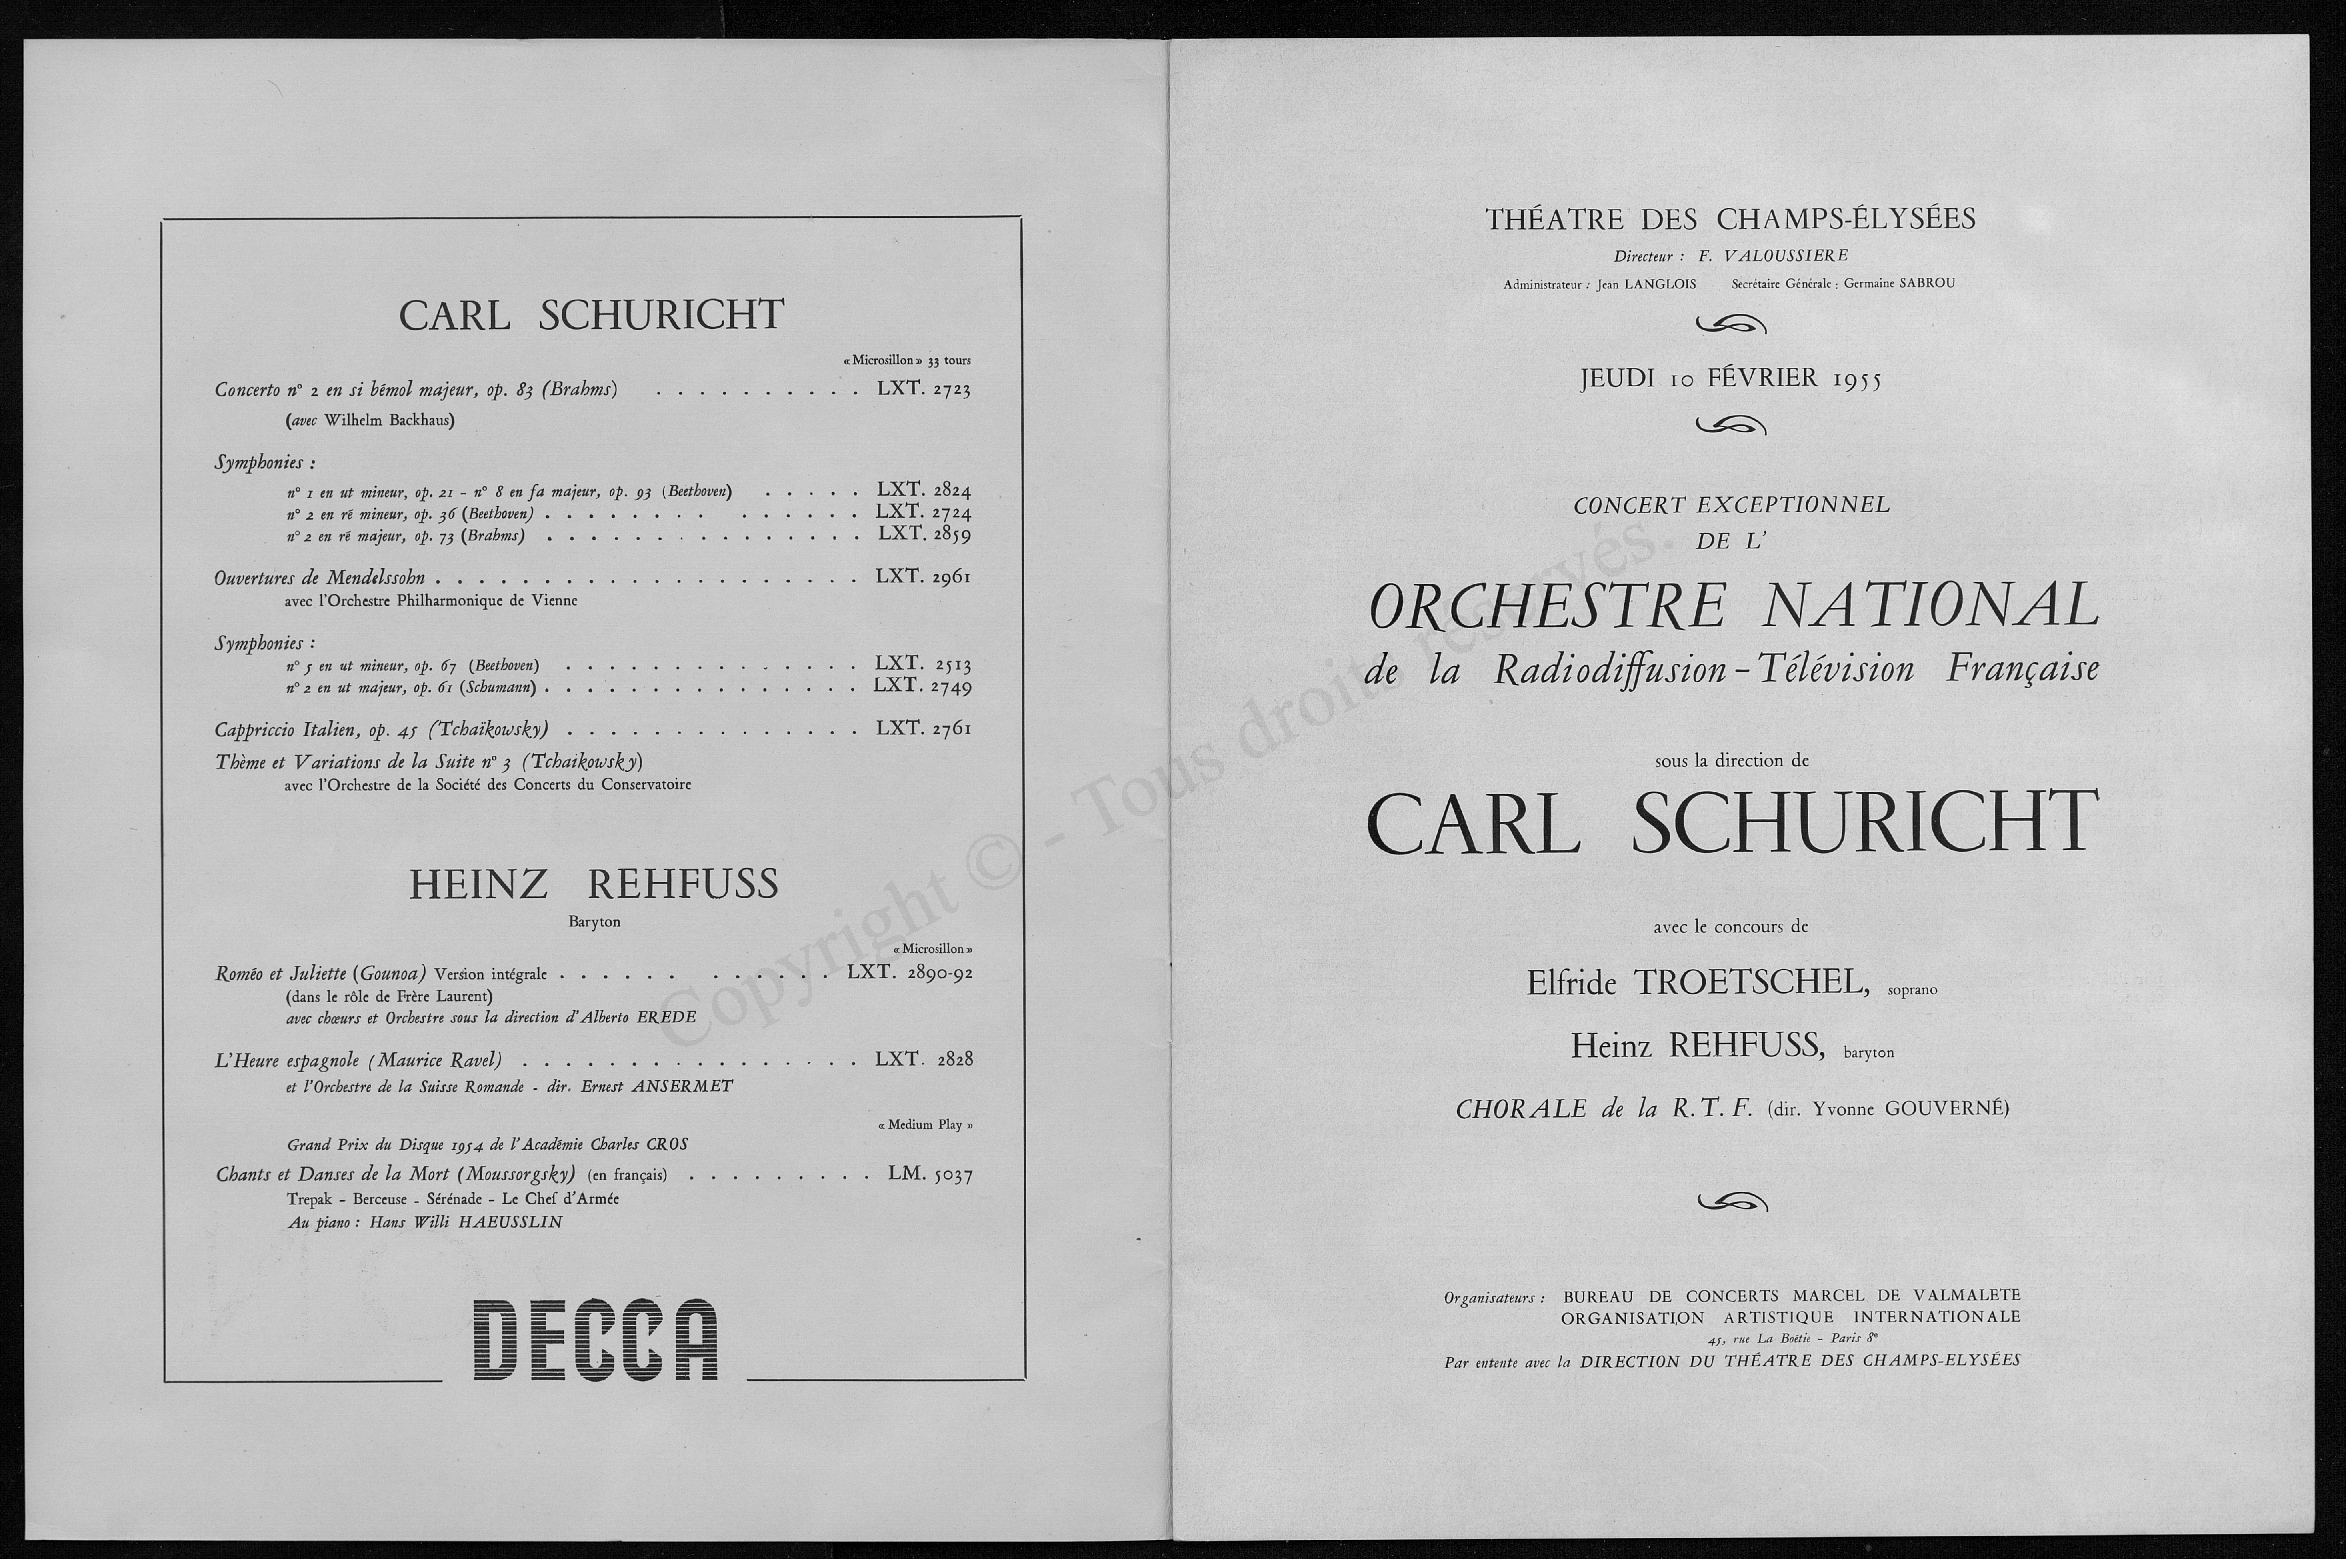 CARL SCHURICHT
« Microsillon » 33 tours
Concerto n° 2 en si bémol majeur, op. 83 (Brahms) . . . . . . . . . . LXT. 2723
(avec Wilhelm Backhaus)
Symphonies :
n° 1 en ut mineur, op. 21 - n° 8 en fa majeur, op. 93 (Beethoven) . . . . . LXT. 2824
n° 2 en ré mineur, op. 36 (Beethoven) . . . . . . . . . . . . . . LXT. 2724
n° 2 en ré majeur, op. 73 (Brahms) . . . . . . . . . . . . . . . LXT. 2859
Ouvertures de Mendelssohn . . . . . . . . . . . . . . . . . . . . LXT. 2961
avec l'Orchestre Philharmonique de Vienne
Symphonies :
n° 5 en ut mineur, op. 67 (Beethoven) . . . . . . . . . . . . . . LXT. 2513
n° 2 en ut majeur, op. 61 (Schumann) . . . . . . . . . . . . . . . LXT. 2749
Cappriccio Italien, op. 45 (Tchaïkowsky) . . . . . . . . . . . . . . LXT. 2761
Thème et Variations de la Suite n° 3 (Tchaïkowsky)
avec l'Orchestre de la Société des Concerts du Conservatoire
HEINZ REHFUSS
Baryton
« Microsillon »
Roméo et Juliette (Gounoa) Version intégrale . . . . . . . . . . . . LXT. 2890-92
(dans le rôle de Frère Laurent)
avec chœurs et Orchestre sous la direction d'Alberto EREDE
L'Heure espagnole (Maurice Ravel) . . . . . . . . . . . . . . . . LXT. 2828
et l'Orchestre de la Suisse Romande - dir. Ernest ANSERMET
« Medium Play »
Grand Prix du Disque 1954 de l'Académie Charles CROS
Chants et Danses de la Mort (Moussorgsky) (en français) . . . . . . . . . LM. 5037
Trepak - Berceuse - Sérénade - Le Chef d'Armée
Au piano : Hans Willi HAEUSSLIN
DECCA
THÉATRE DES CHAMPS-ÉLYSÉES
Directeur : F. VALOUSSIERE
Administrateur : Jean LANGLOIS Secrétaire Générale : Germaine SABROU
JEUDI 10 FÉVRIER 1955
CONCERT EXCEPTIONNEL
DE L'
ORCHESTRE NATIONAL
de la Radiodiffusion-Télévision Française
sous la direction de
CARL SCHURICHT
avec le concours de
Elfride TROETSCHEL, soprano
Heinz REHFUSS, baryton
CHORALE de la R. T. F. (dir. Yvonne GOUVERNÉ)
Organisateurs : BUREAU DE CONCERTS MARCEL DE VALMALETE
ORGANISATION ARTISTIQUE INTERNATIONALE
45, rue La Boëtie - Paris 8e
Par entente avec la DIRECTION DU THÉATRE DES CHAMPS-ELYSÉES
Copyright © - Tous droits réservés.